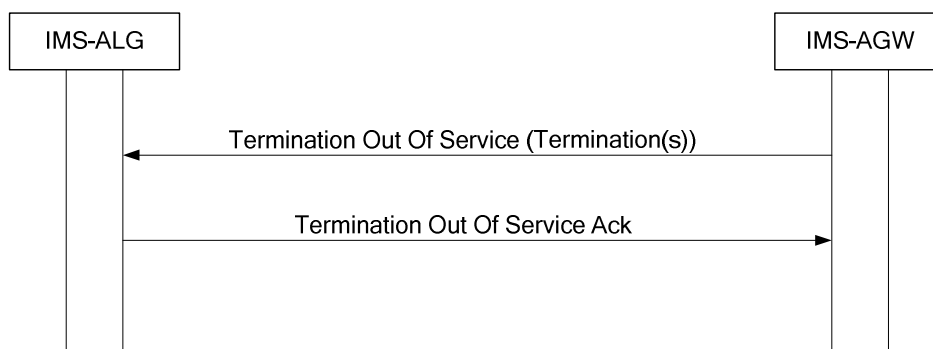 IMS-ALG
IMS-AGW
Termination Out Of Service (Termination(s))
Termination Out Of Service Ack